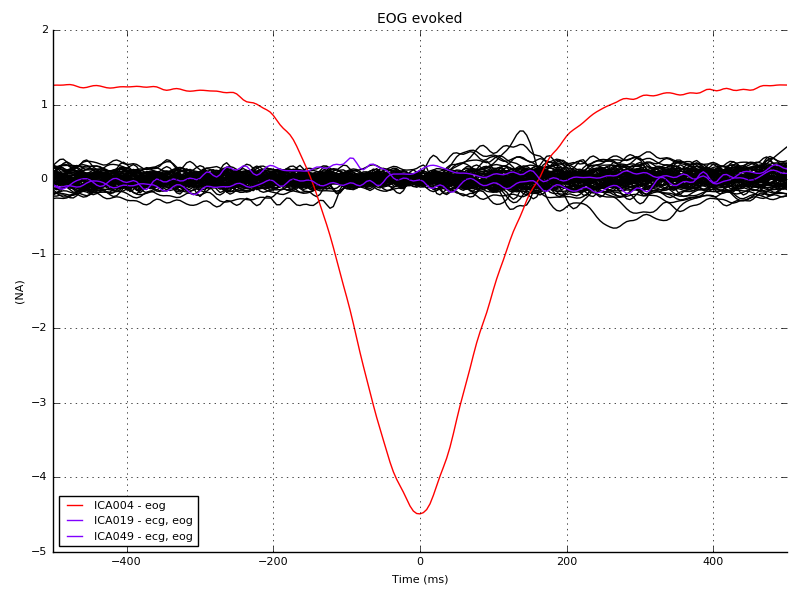 EOG evoked
2
1
0
−1
−2
−3
−4
−5
(NA)
ICA004 - eog
ICA019 - ecg, eog
ICA049 - ecg, eog
−400
−200
0
200
400
Time (ms)